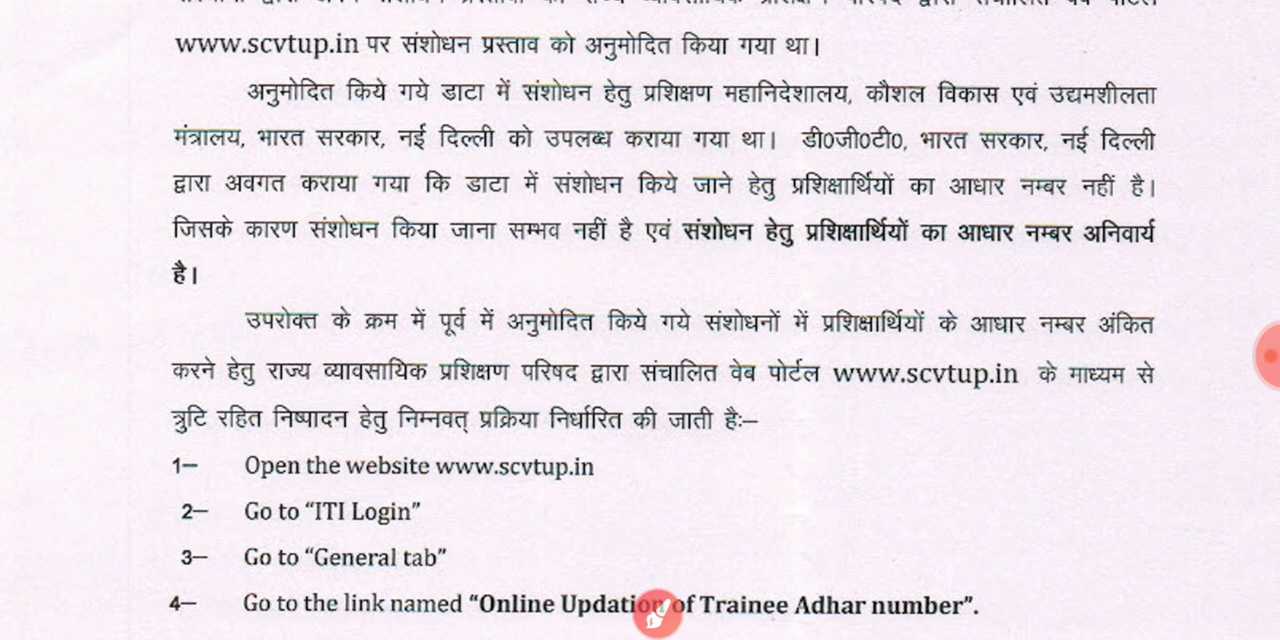 www.scvtup.in पर संशोधन प्रस्ताव को अनुमोदित किया गया था।
अनुमोदित किये गये डाटा में संशोधन हेतु प्रशिक्षण महानिदेशालय, कौशल विकास एवं उद्यमशीलता
मंत्रालय, भारत सरकार, नई दिल्ली को उपलब्ध कराया गया था। डी0जी0टी0, भारत सरकार, नई दिल्ली
द्वारा अवगत कराया गया कि डाटा में संशोधन किये जाने हेतु प्रशिक्षार्थियों का आधार नम्बर नहीं है।
जिसके कारण संशोधन किया जाना सम्भव नहीं है एवं संशोधन हेतु प्रशिक्षार्थियों का आधार नम्बर अनिवार्य
है।
उपरोक्त के क्रम में पूर्व में अनुमोदित किये गये संशोधनों में प्रशिक्षार्थियों के आधार नम्बर अंकित
करने हेतु राज्य व्यावसायिक प्रशिक्षण परिषद द्वारा संचालित वेब पोर्टल www.scvtup.in के माध्यम से
त्रुटि रहित निष्पादन हेतु निम्नवत् प्रक्रिया निर्धारित की जाती हैः–
1– Open the website www.scvtup.in
2– Go to “ITI Login”
3– Go to “General tab”
4– Go to the link named “Online Updation of Trainee Adhar number”.